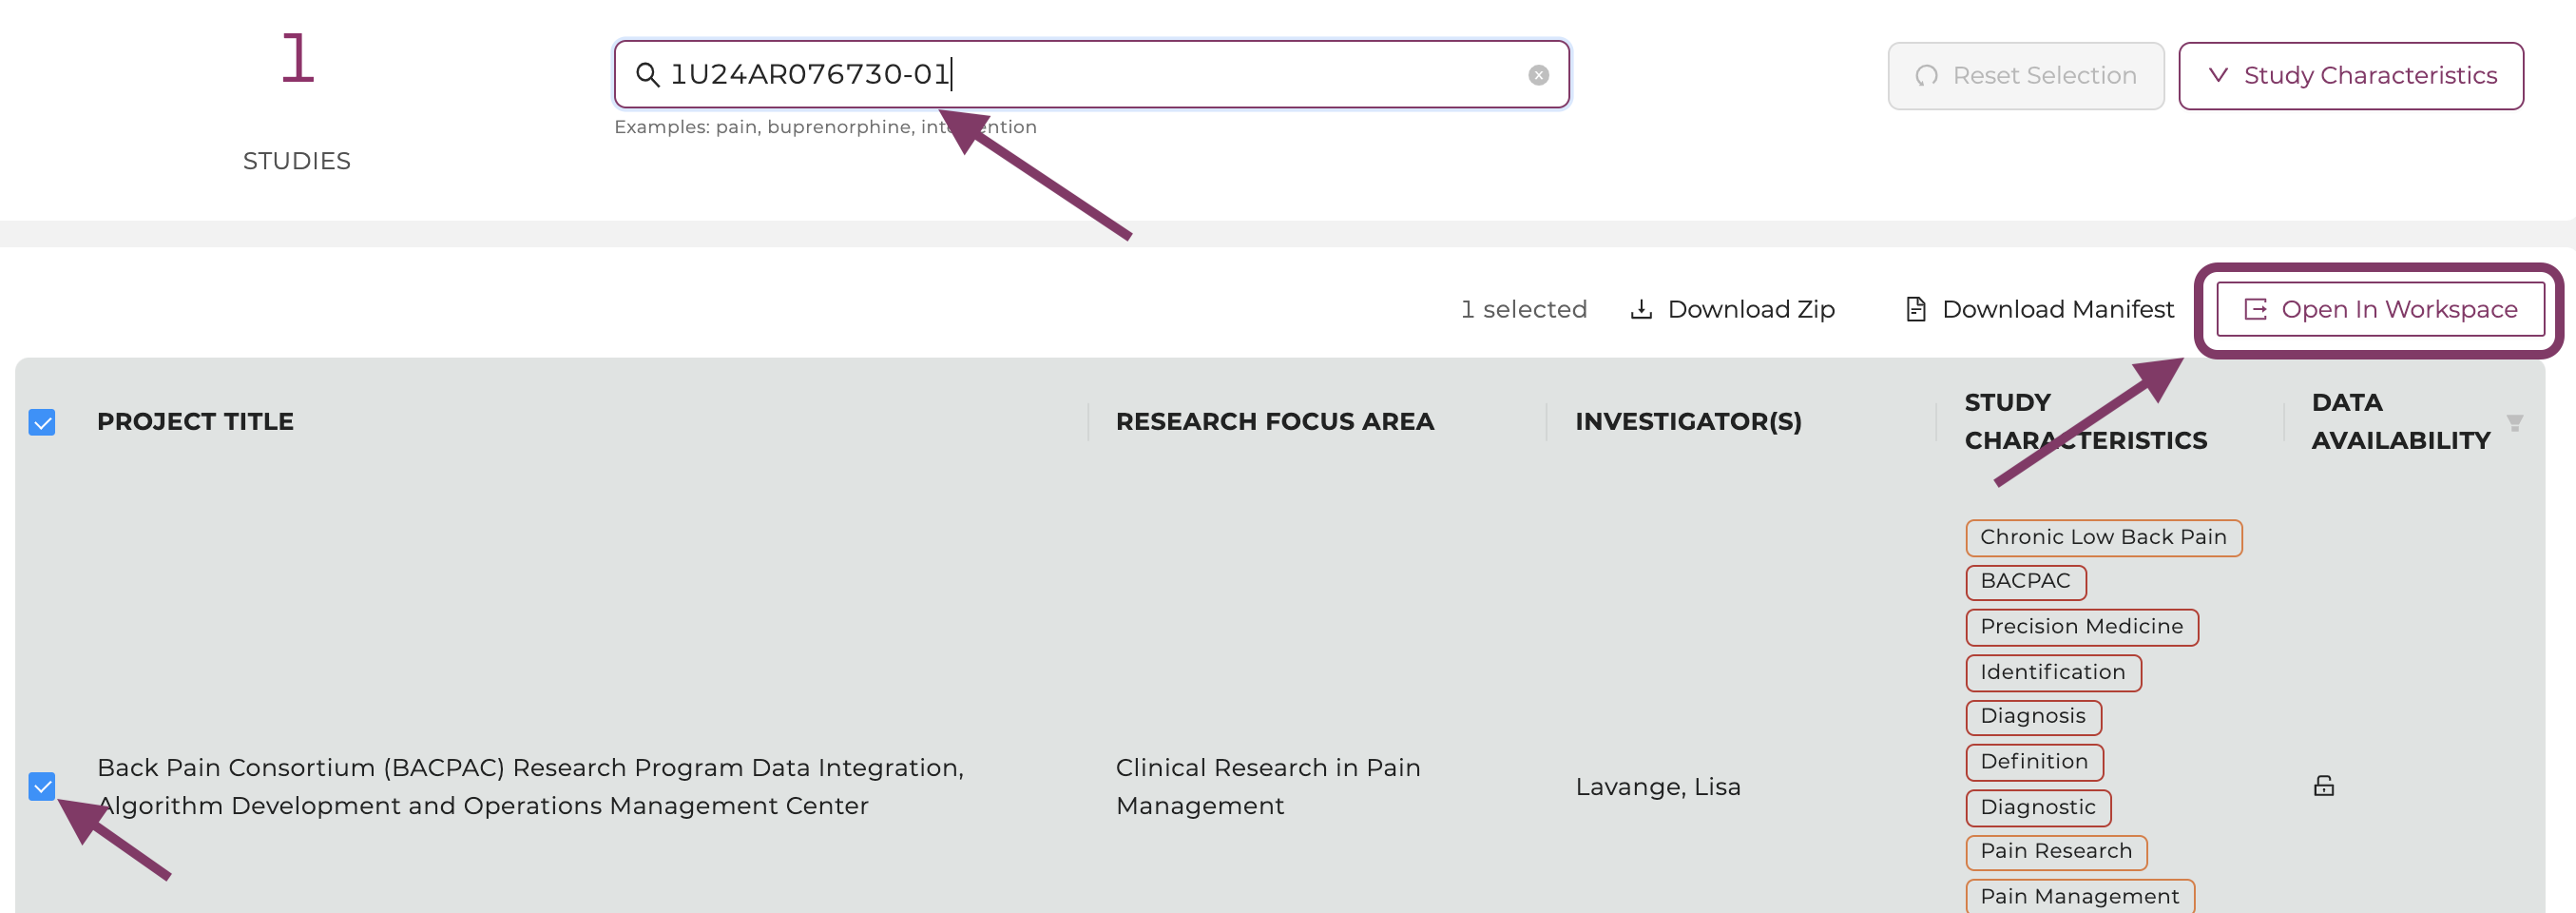 1
STUDIES
1U24AR076730-01
Examples: pain, buprenorphine, intervention
Reset Selection
Study Characteristics
1 selected
Download Zip
Download Manifest
Open In Workspace
PROJECT TITLE
RESEARCH FOCUS AREA
INVESTIGATOR(S)
STUDY
CHARACTERISTICS
DATA
AVAILABILITY
Back Pain Consortium (BACPAC) Research Program Data Integration,
Algorithm Development and Operations Management Center
Clinical Research in Pain
Management
Lavange, Lisa
Chronic Low Back Pain
BACPAC
Precision Medicine
Identification
Diagnosis
Definition
Diagnostic
Pain Research
Pain Management